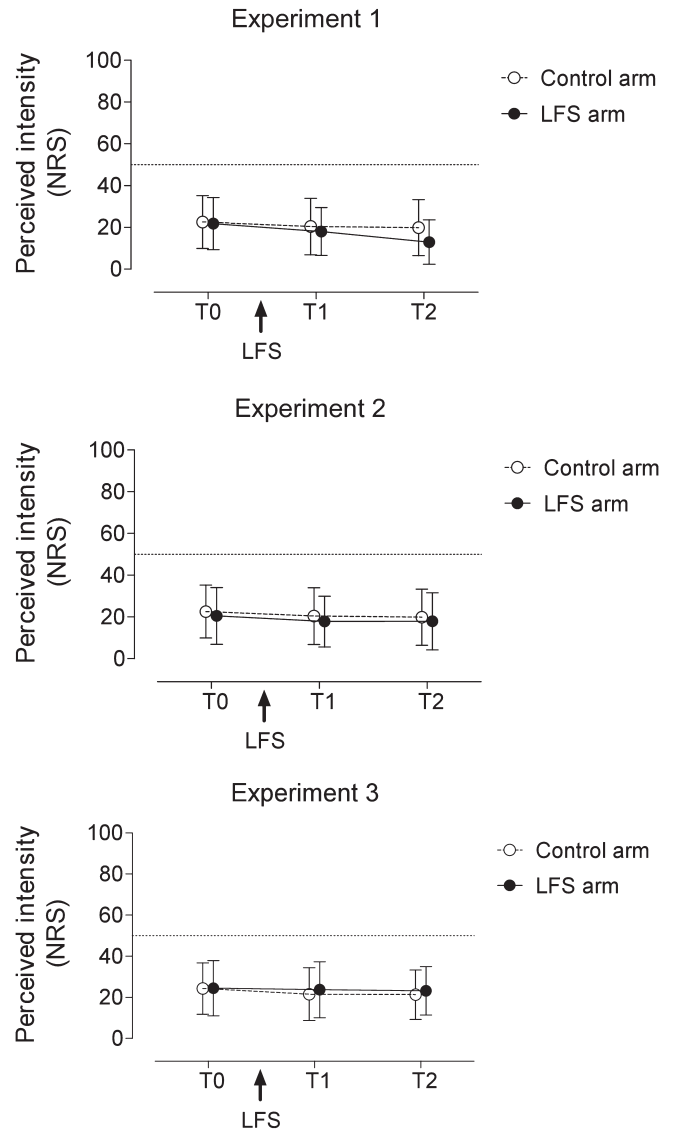 Experiment 1
Perceived intensity
(NRS)
100
80
60
40
20
0
Control arm
LFS arm
T0
T1
T2
LFS
Experiment 2
Perceived intensity
(NRS)
100
80
60
40
20
0
Control arm
LFS arm
T0
T1
T2
LFS
Experiment 3
Perceived intensity
(NRS)
100
80
60
40
20
0
Control arm
LFS arm
T0
T1
T2
LFS